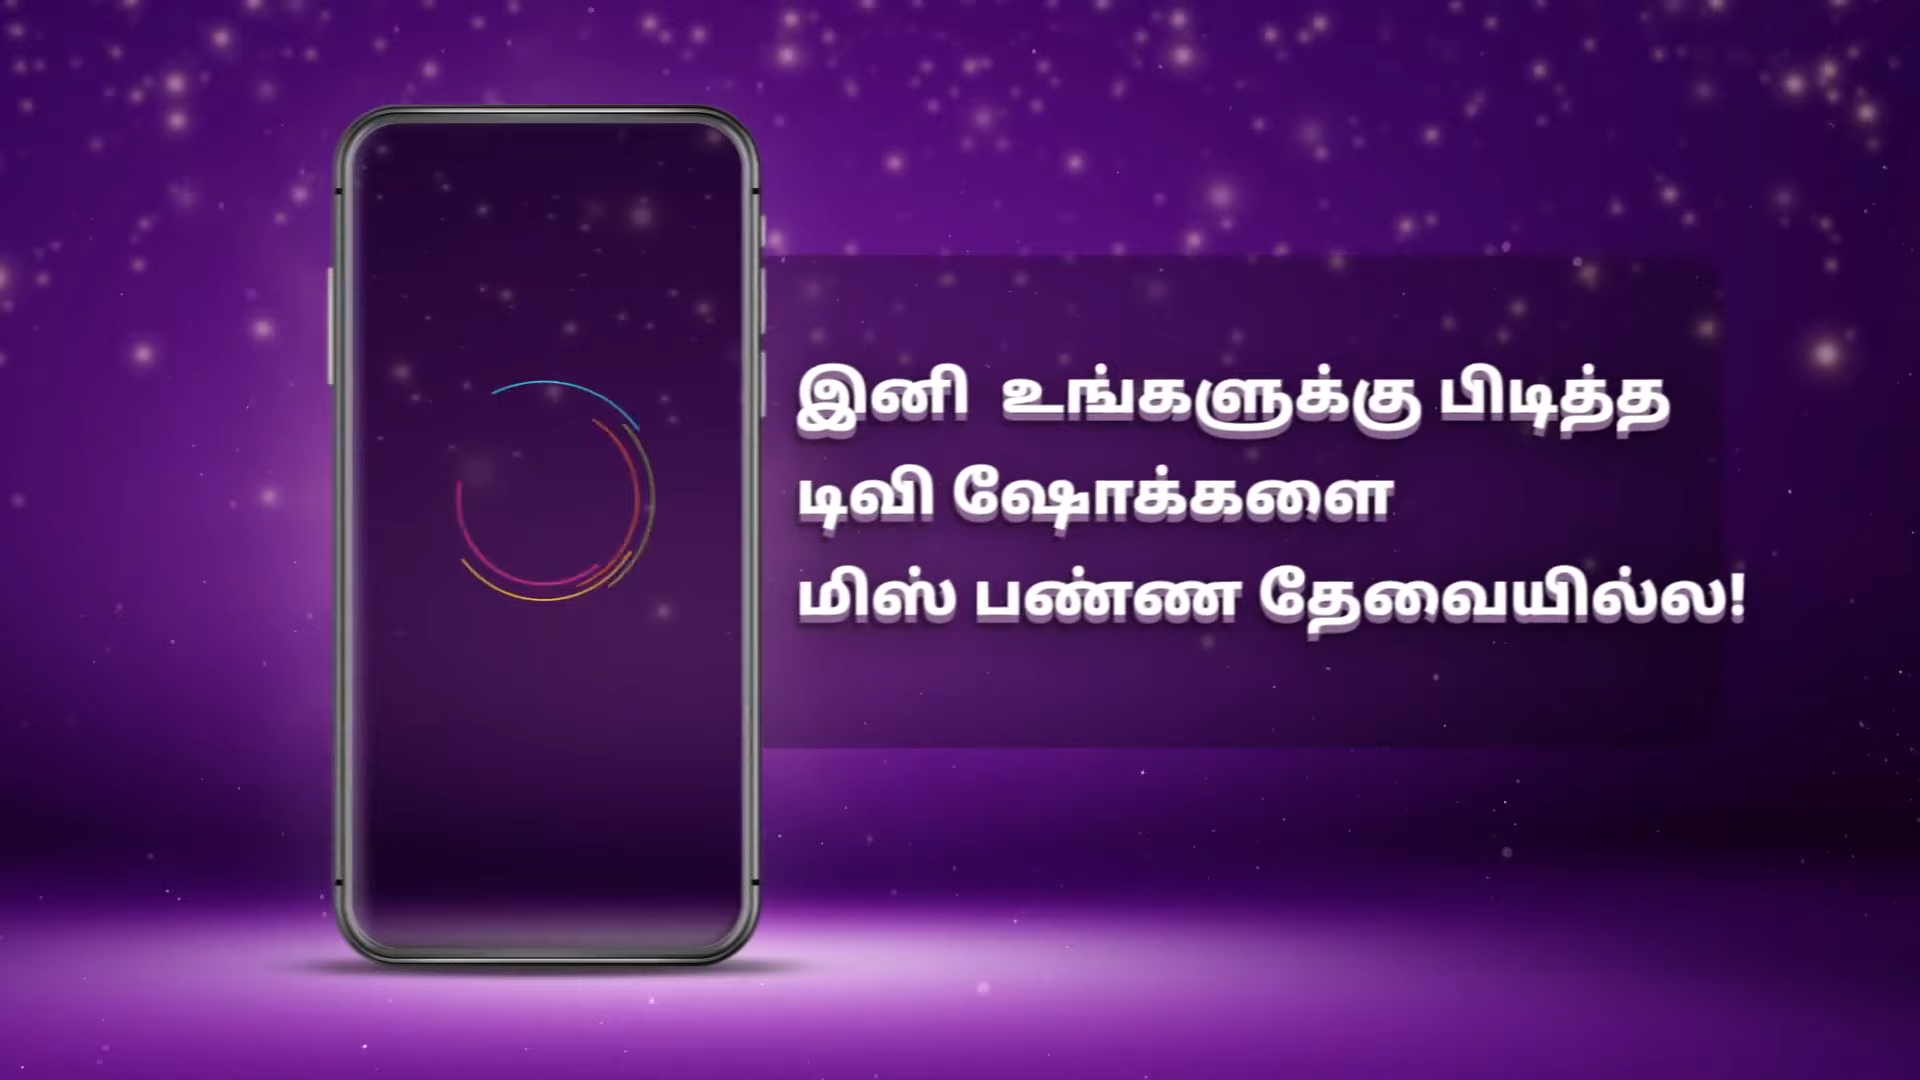 இனி உங்களுக்கு பிடித்த
டிவி ஷோக்களை
மிஸ் பண்ண தேவையில்ல!